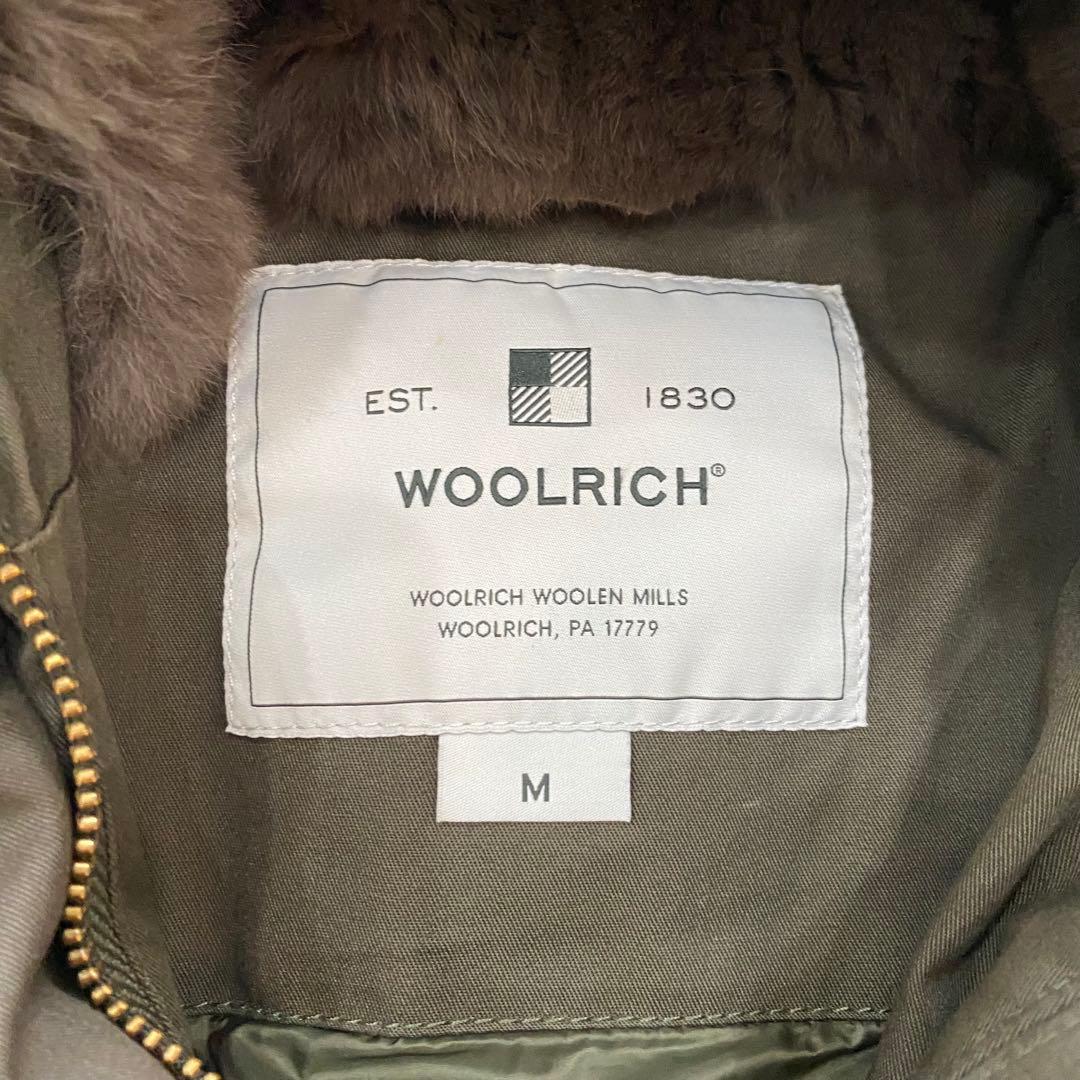 EST. 1830
WOOLRICH®
WOOLRICH WOOLEN MILLS
WOOLRICH, PA 17779
M